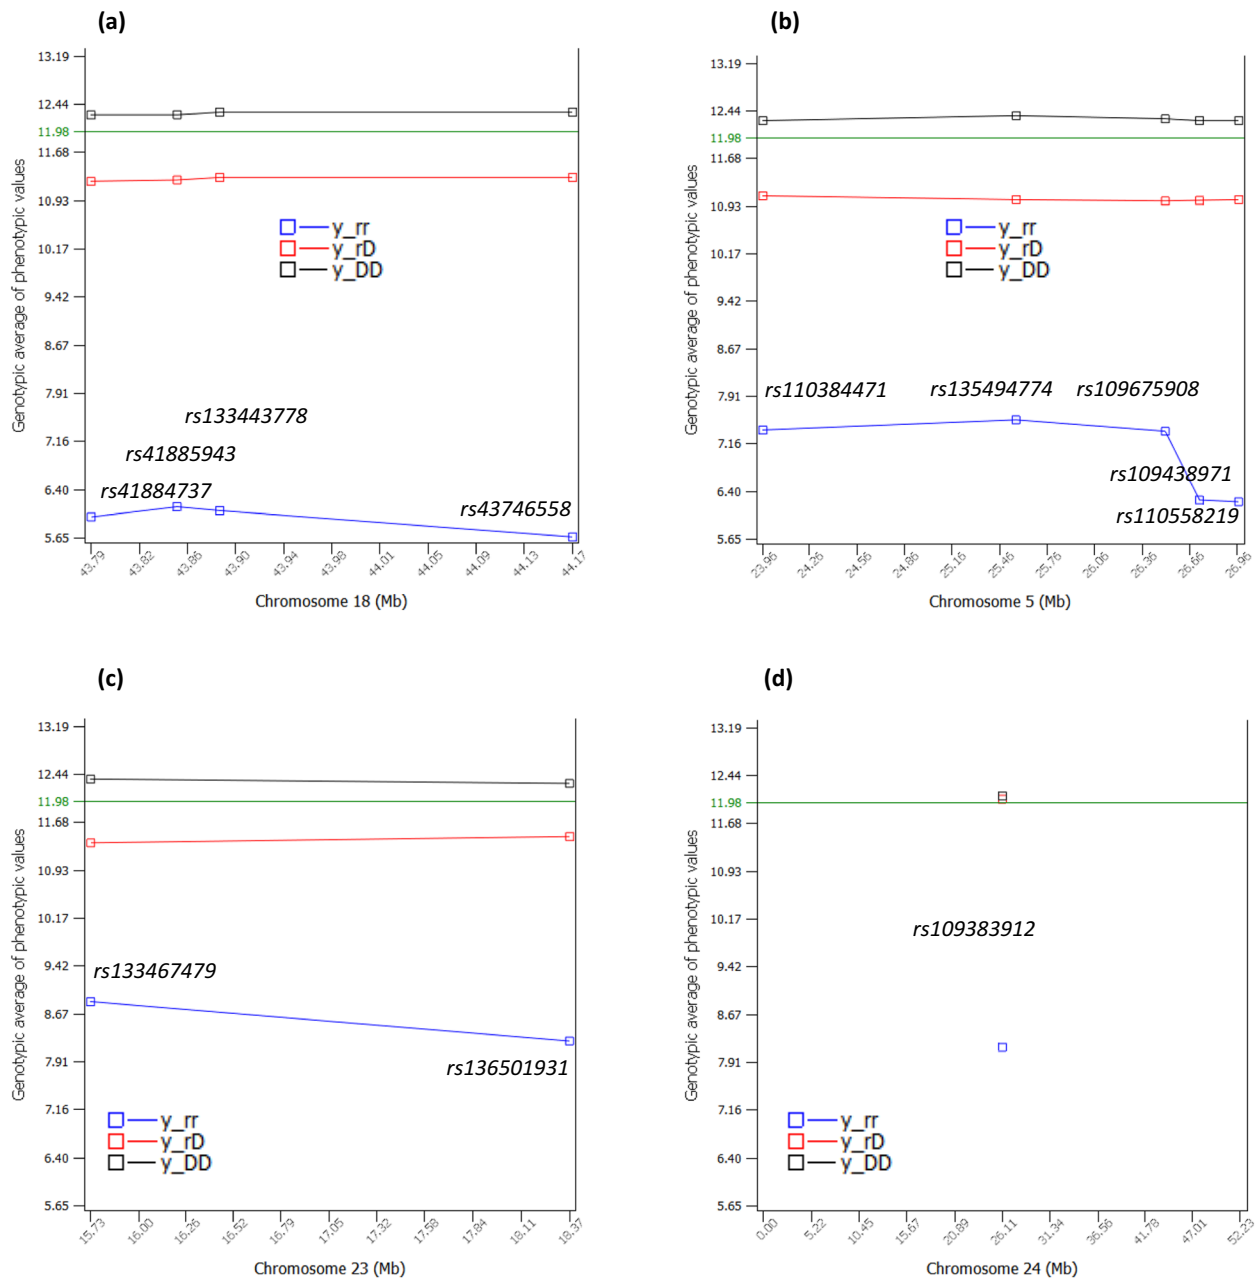 (a)
Genotypic average of phenotypic values
13.19
12.44
11.98
11.68
10.93
10.17
9.42
8.67
7.91
7.16
6.40
5.65
y_rr
y_rD
y_DD
rs133443778
rs41885943
rs41884737
rs43746558
43.79
43.82
43.86
43.90
43.94
43.98
44.01
44.05
44.09
44.13
44.17
Chromosome 18 (Mb)
(b)
Genotypic average of phenotypic values
13.19
12.44
11.98
11.68
10.93
10.17
9.42
8.67
7.91
7.16
6.40
5.65
y_rr
y_rD
y_DD
rs110384471
rs135494774
rs109675908
rs109438971
rs110558219
23.96
24.26
24.56
24.86
25.16
25.46
25.76
26.06
26.36
26.66
26.96
Chromosome 5 (Mb)
(c)
Genotypic average of phenotypic values
13.19
12.44
11.98
11.68
10.93
10.17
9.42
8.67
7.91
7.16
6.40
5.65
rs133467479
rs136501931
y_rr
y_rD
y_DD
15.73
16.00
16.26
16.52
16.79
17.05
17.32
17.58
17.84
18.11
18.37
Chromosome 23 (Mb)
(d)
Genotypic average of phenotypic values
13.19
12.44
11.98
11.68
10.93
10.17
9.42
8.67
7.91
7.16
6.40
5.65
rs109383912
y_rr
y_rD
y_DD
0.00
5.22
10.45
15.67
20.89
26.11
31.34
36.56
41.78
47.01
52.23
Chromosome 24 (Mb)